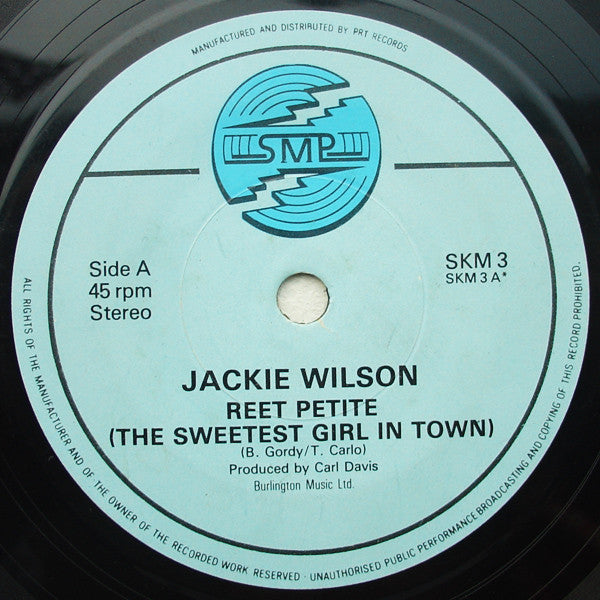 MANUFACTURED AND DISTRIBUTED BY PRT RECORDS
SMP
Side A
45 rpm
Stereo
SKM 3
SKM 3 A*
JACKIE WILSON
REET PETITE
(THE SWEETEST GIRL IN TOWN)
(B. Gordy/T. Carlo)
Produced by Carl Davis
Burlington Music Ltd.
ALL RIGHTS OF THE MANUFACTURER AND OF THE OWNER OF THE RECORDED WORK RESERVED · UNAUTHORISED PUBLIC PERFORMANCE BROADCASTING AND COPYING OF THIS RECORD PROHIBITED.